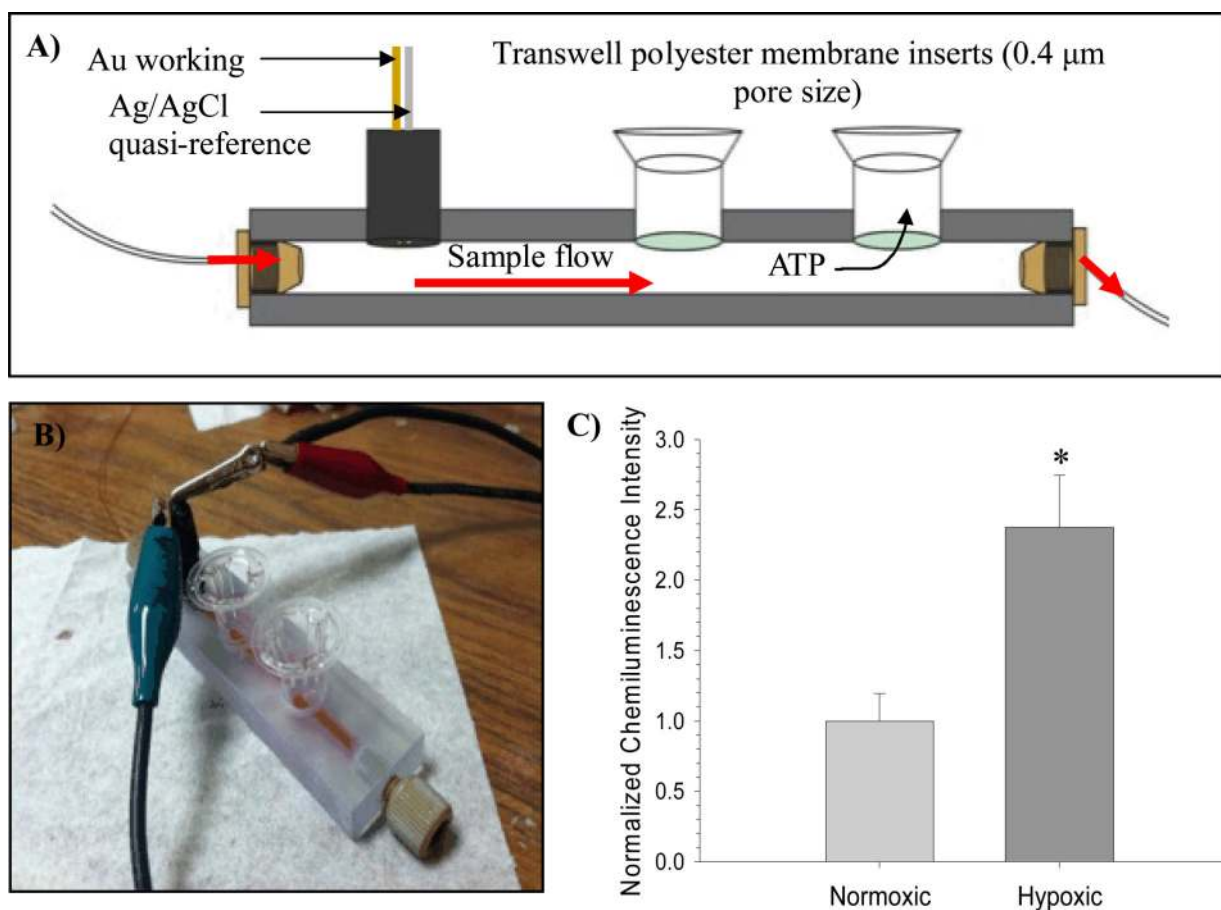 A)
Au working
Ag/AgCl
quasi-reference
Transwell polyester membrane inserts (0.4 μm
pore size)
Sample flow
ATP
B)
C)
Normalized Chemiluminescence Intensity
3.0
2.5
2.0
1.5
1.0
0.5
0.0
*
Normoxic
Hypoxic